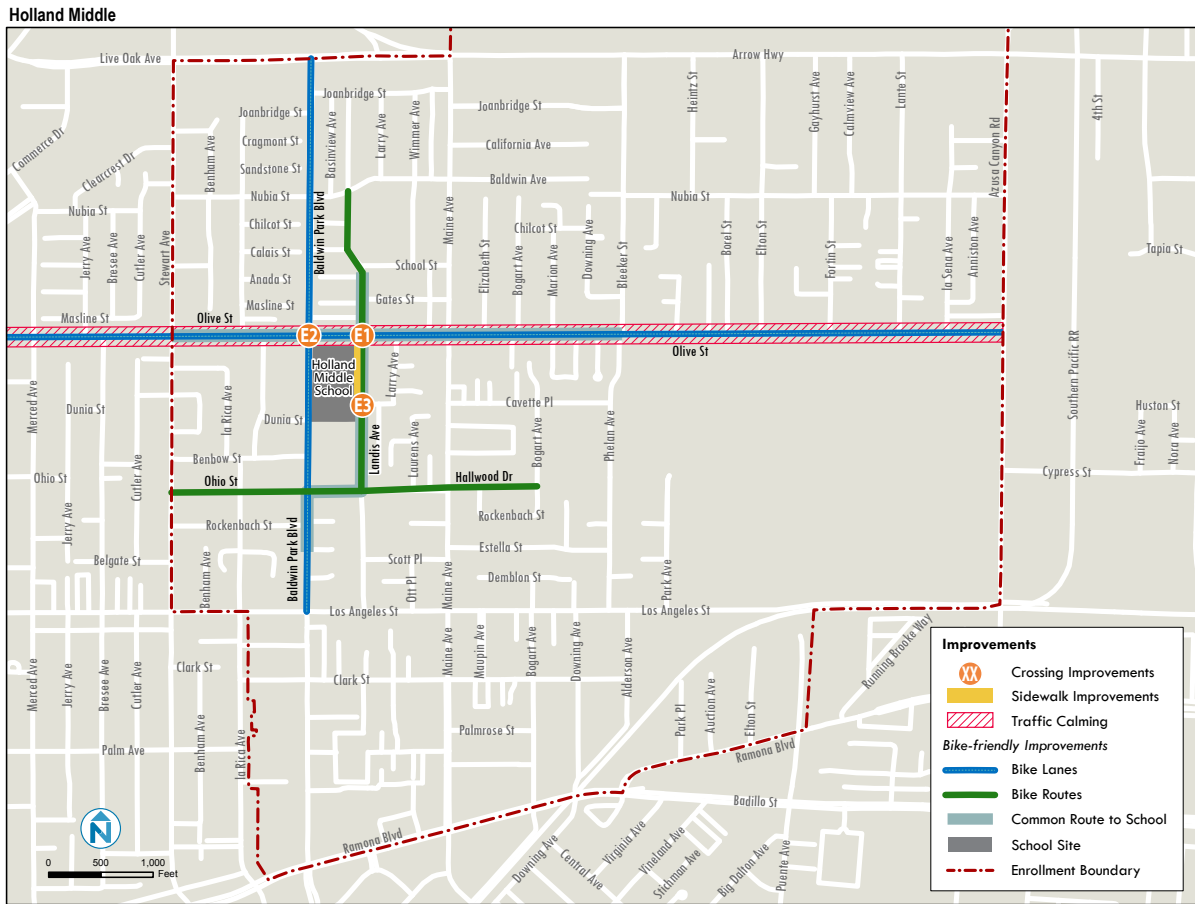 Holland Middle
Live Oak Ave
Arrow Hwy
Joanbridge St
Joanbridge St
Joanbridge St
Heintz St
Gayhurst Ave
Calmview Ave
Lante St
4th St
Commerce Dr
Clearcrest Dr
Benham Ave
Cragmont St
Sandstone St
Basinview Ave
Larry Ave
Wimmer Ave
California Ave
Baldwin Ave
Azusa Canyon Rd
Nubia St
Nubia St
Nubia St
Chilcot St
Chilcot St
Calais St
Anada St
Masline St
Masline St
Jerry Ave
Bresee Ave
Cutler Ave
Stewart Ave
Baldwin Park Blvd
Maine Ave
School St
Gates St
Elizabeth St
Bogart Ave
Marion Ave
Downing Ave
Bleeker St
Borel St
Elton St
Fortin St
la Sena Ave
Anniston Ave
Tapia St
Olive St
E2
E1
Olive St
Holland
Middle
School
E3
Merced Ave
Dunia St
la Rica Ave
Dunia St
Larry Ave
Cavette Pl
Landis Ave
Laurens Ave
Bogart Ave
Phelan Ave
Southern Pacific RR
Huston St
Fraijo Ave
Nora Ave
Cypress St
Benbow St
Ohio St
Ohio St
Hallwood Dr
Cutler Ave
Jerry Ave
Rockenbach St
Rockenbach St
Belgate St
Benham Ave
Baldwin Park Blvd
Scott Pl
Ott Pl
Maine Ave
Estella St
Demblon St
Park Ave
Los Angeles St
Los Angeles St
Merced Ave
Jerry Ave
Bresee Ave
Cutler Ave
Clark St
Clark St
Maine Ave
Maupin Ave
Bogart Ave
Downing Ave
Alderson Ave
Running Brooke Way
Park Pl
Auction Ave
Elton St
Palmrose St
Palm Ave
Benham Ave
la Rica Ave
Ramona Blvd
Ramona Blvd
Badillo St
Downing Ave
Central Ave
Virginia Ave
Vineland Ave
Stichman Ave
Big Dalton Ave
Puente Ave
N
0 500 1,000
Feet
Improvements
XX Crossing Improvements
Sidewalk Improvements
Traffic Calming
Bike-friendly Improvements
Bike Lanes
Bike Routes
Common Route to School
School Site
Enrollment Boundary